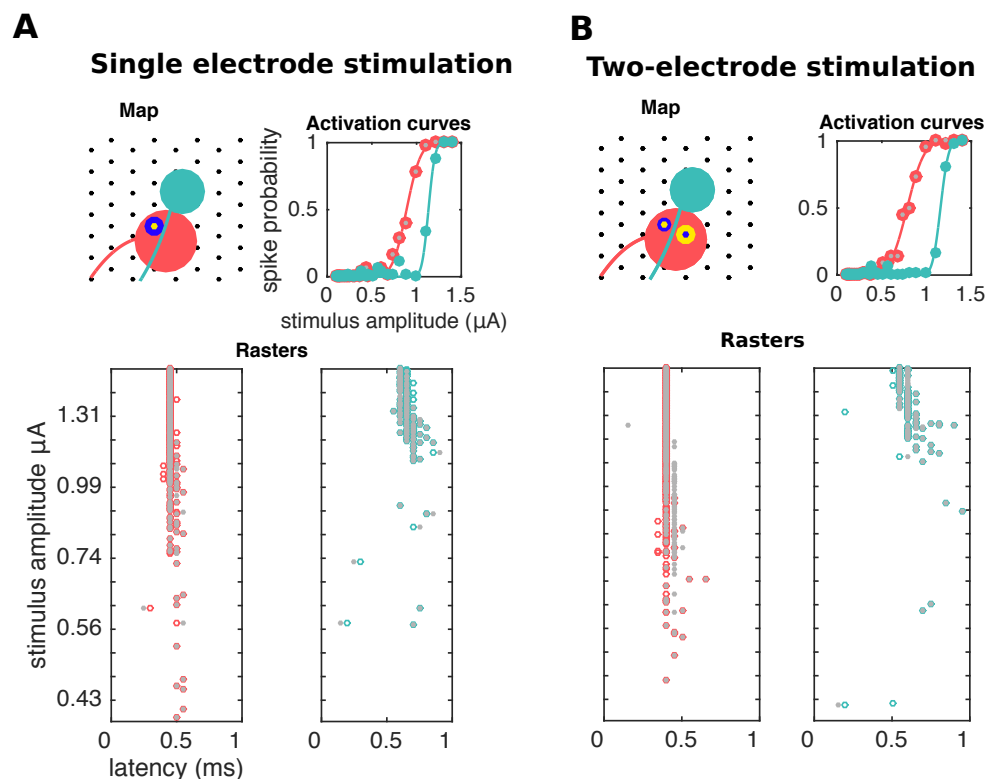 A
Single electrode stimulation
Map
Activation curves
spike probability
1
0.5
0
0 0.5 1 1.5
stimulus amplitude (μA)
Rasters
stimulus amplitude μA
1.31
0.99
0.74
0.56
0.43
0 0.5 1
latency (ms)
0 0.5 1
B
Two-electrode stimulation
Map
Activation curves
1
0.5
0
0 0.5 1 1.5
Rasters
0 0.5 1
0 0.5 1